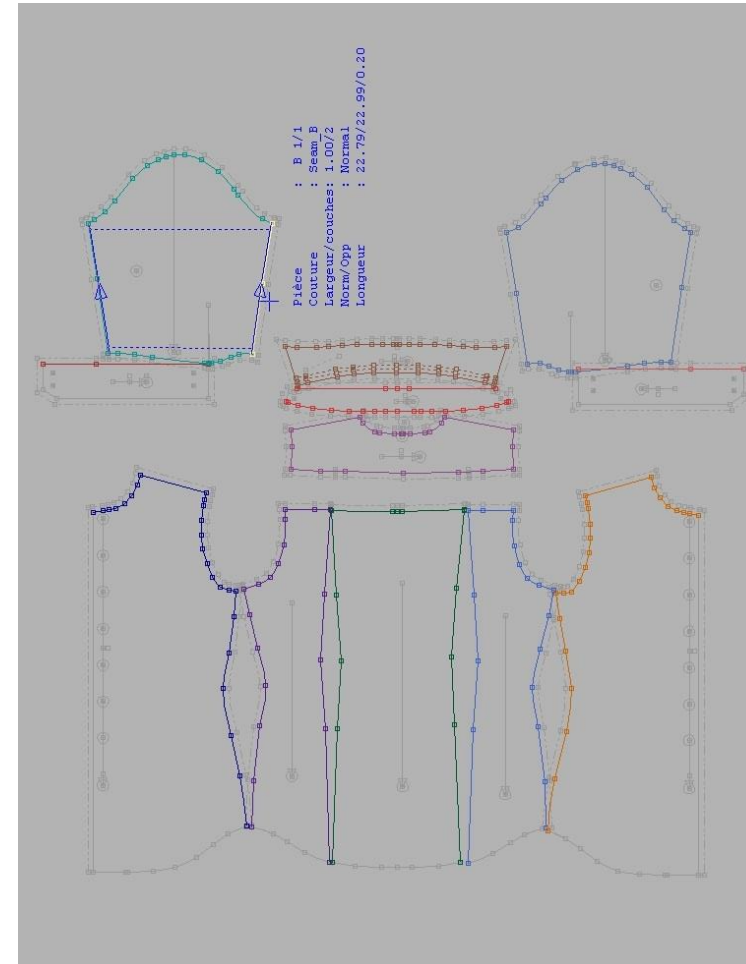 Pièce : B 1/1
Couture : Seam_B
Largeur/couches: 1.00/2
Norm/Opp : Normal
Longueur : 22.79/22.99/0.20